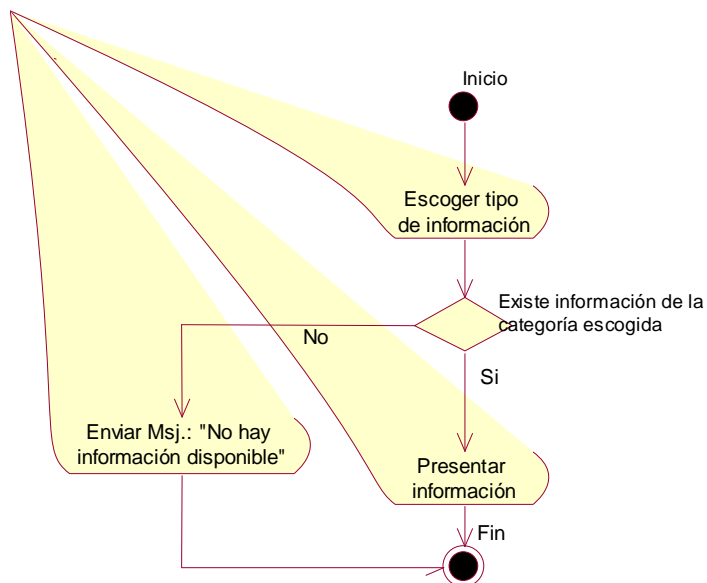 Inicio
Escoger tipo
de información
Existe información de la
categoría escogida
No
Si
Enviar Msj.: "No hay
información disponible"
Presentar
información
Fin